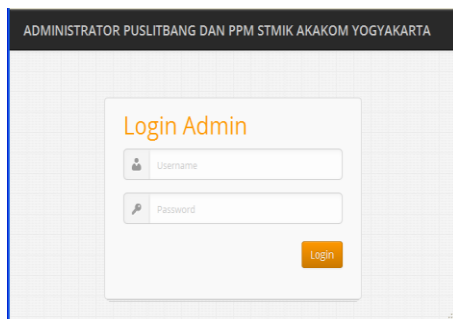 ADMINISTRATOR PUSLITBANG DAN PPM STMIK AKAKOM YOGYAKARTA
Login Admin
Username
Password
Login